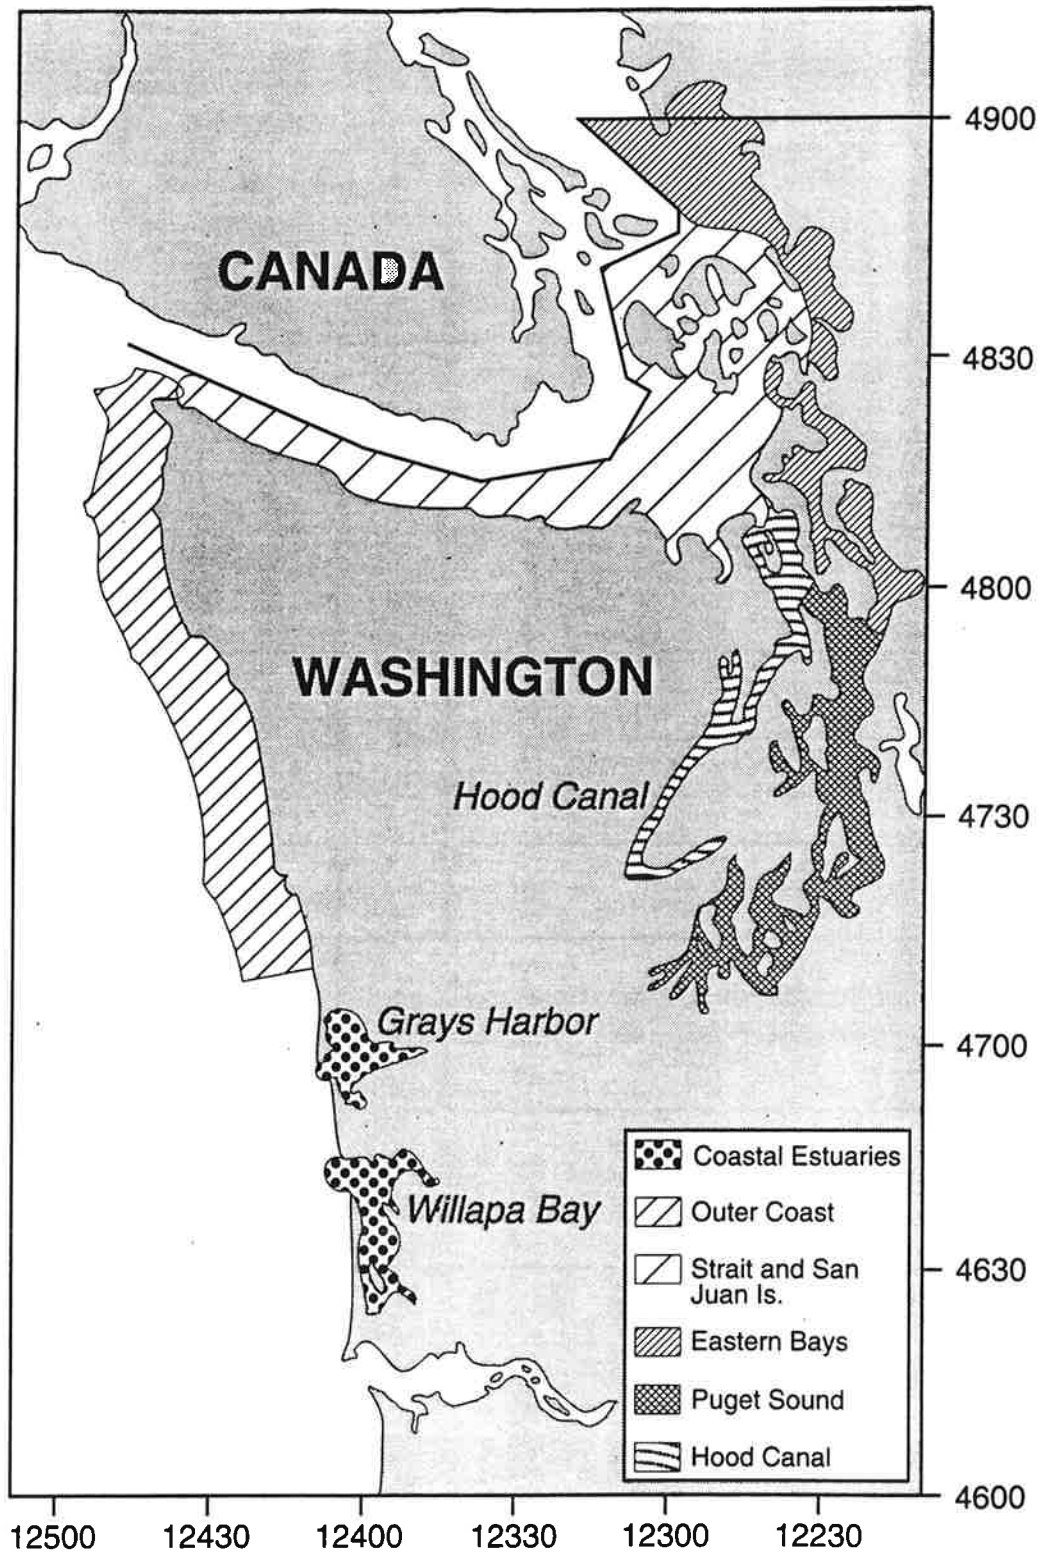 4900
CANADA
4830
4800
WASHINGTON
Hood Canal
4730
Grays Harbor
4700
Coastal Estuaries
Willapa Bay
Outer Coast
Strait and San
Juan Is.
4630
Eastern Bays
Puget Sound
Hood Canal
4600
12500 12430 12400 12330 12300 12230